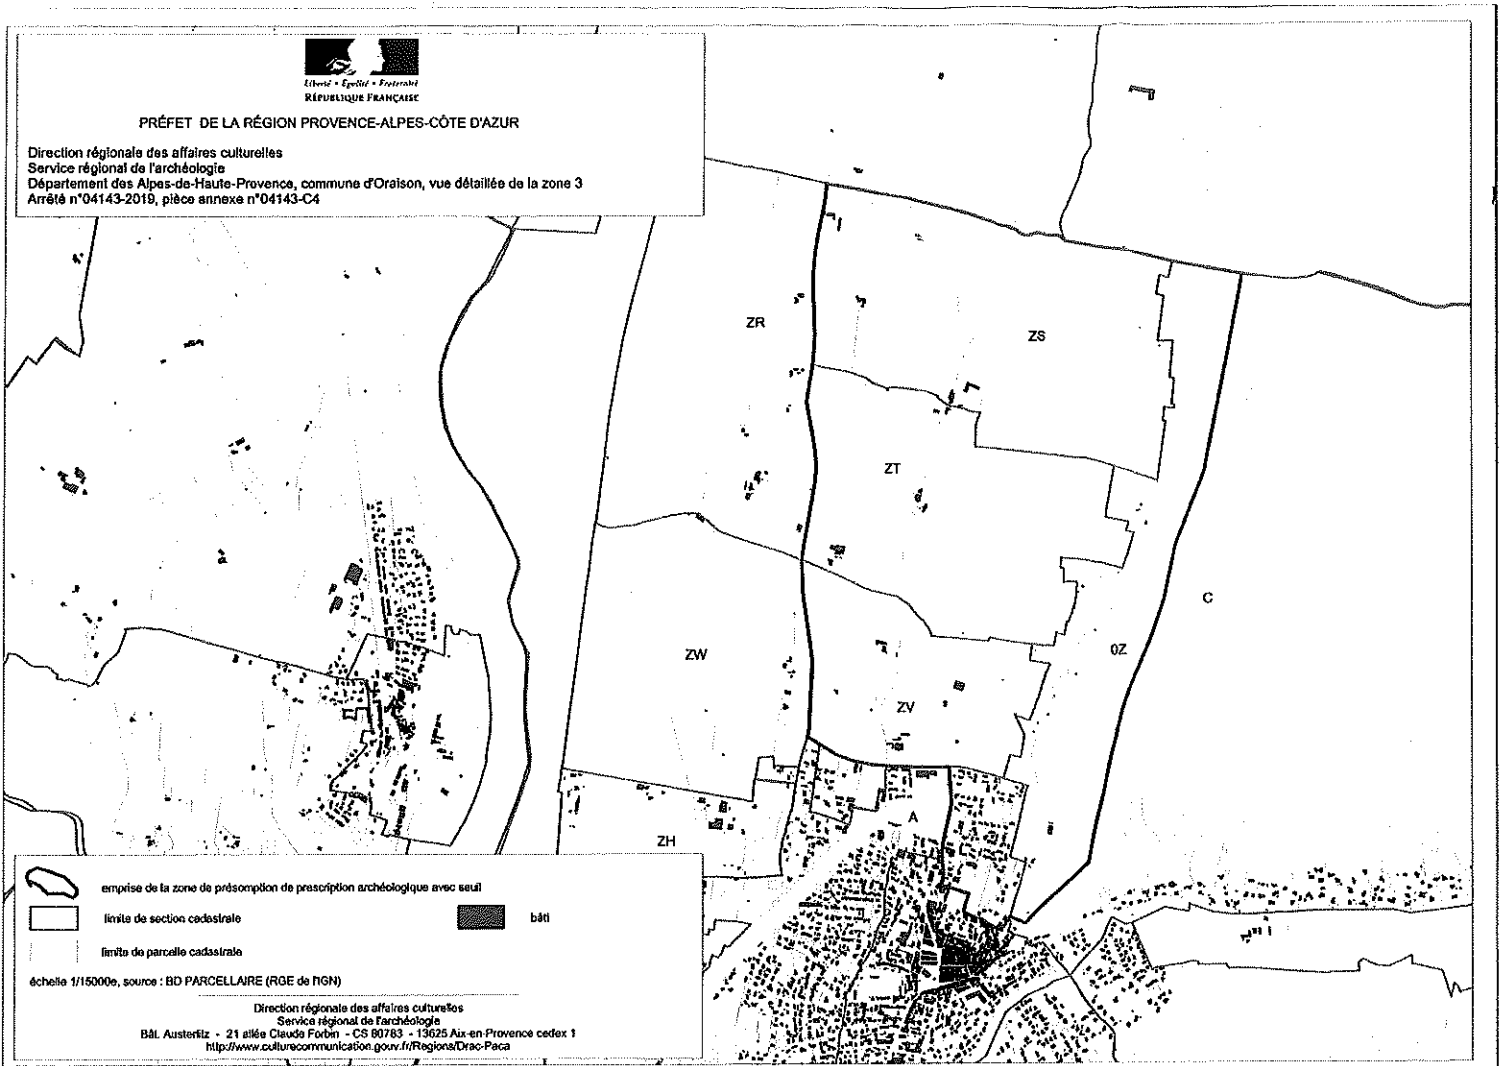 Liberté • Égalité • Fraternité
RÉPUBLIQUE FRANÇAISE
PRÉFET DE LA RÉGION PROVENCE-ALPES-CÔTE D'AZUR
Direction régionale des affaires culturelles
Service régional de l'archéologie
Département des Alpes-de-Haute-Provence, commune d'Oraison, vue détaillée de la zone 3
Arrêté n°04143-2019, pièce annexe n°04143-C4
ZR
ZS
ZT
C
ZW
0Z
ZV
A
ZH
emprise de la zone de présomption de prescription archéologique avec seuil
limite de section cadastrale
bâti
limite de parcelle cadastrale
échelle 1/15000e, source : BD PARCELLAIRE (RGE de l'IGN)
Direction régionale des affaires culturelles
Service régional de l'archéologie
Bât. Austerlitz - 21 allée Claude Forbin - CS 80783 - 13625 Aix-en-Provence cedex 1
http://www.culturecommunication.gouv.fr/Regions/Drac-Paca